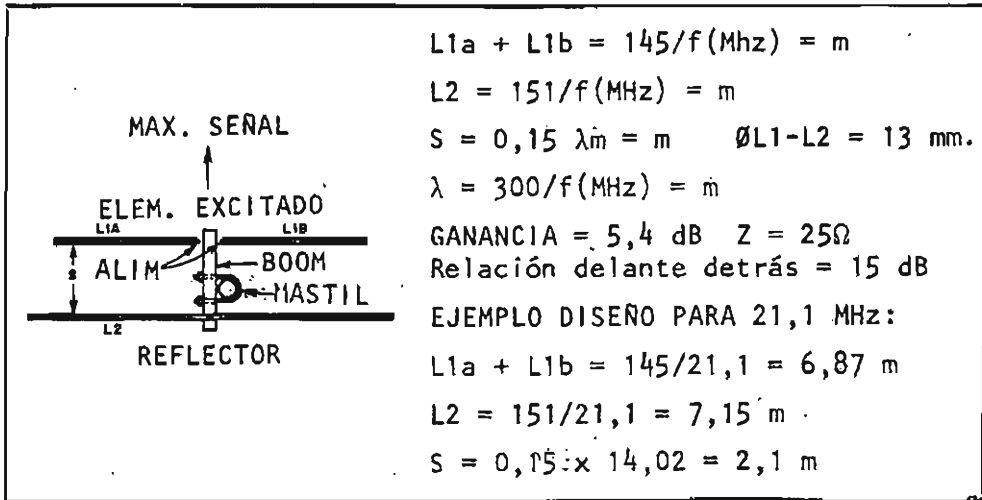 MAX. SEÑAL
ELEM. EXCITADO
L1A L1B
ALIM BOOM
S
MASTIL
L2
REFLECTOR
L1a + L1b = 145/f(Mhz) = m
L2 = 151/f(MHz) = m
S = 0,15 λm = m ØL1-L2 = 13 mm.
λ = 300/f(MHz) = m
GANANCIA = 5,4 dB Z = 25Ω
Relación delante detrás = 15 dB
EJEMPLO DISEÑO PARA 21,1 MHz:
L1a + L1b = 145/21,1 = 6,87 m
L2 = 151/21,1 = 7,15 m
S = 0,15 x 14,02 = 2,1 m